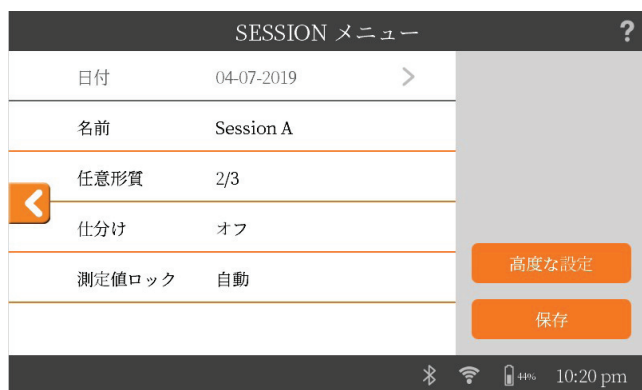 SESSION メニュー ?
日付 04-07-2019
名前 Session A
任意形質 2/3
仕分け オフ
測定値ロック 自動
高度な設定
保存
44% 10:20 pm